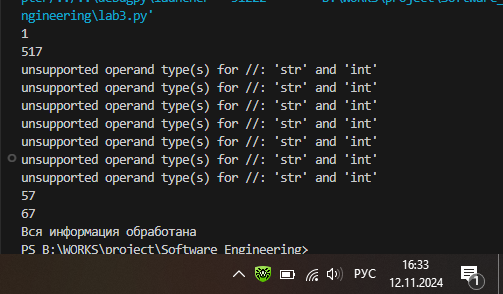 ngineering\lab3.py'
1
517
unsupported operand type(s) for //: 'str' and 'int'
unsupported operand type(s) for //: 'str' and 'int'
unsupported operand type(s) for //: 'str' and 'int'
unsupported operand type(s) for //: 'str' and 'int'
unsupported operand type(s) for //: 'str' and 'int'
unsupported operand type(s) for //: 'str' and 'int'
unsupported operand type(s) for //: 'str' and 'int'
57
67
Вся информация обработана
PS B:\WORKS\project\Software Engineering>
РУС
16:33
12.11.2024
1